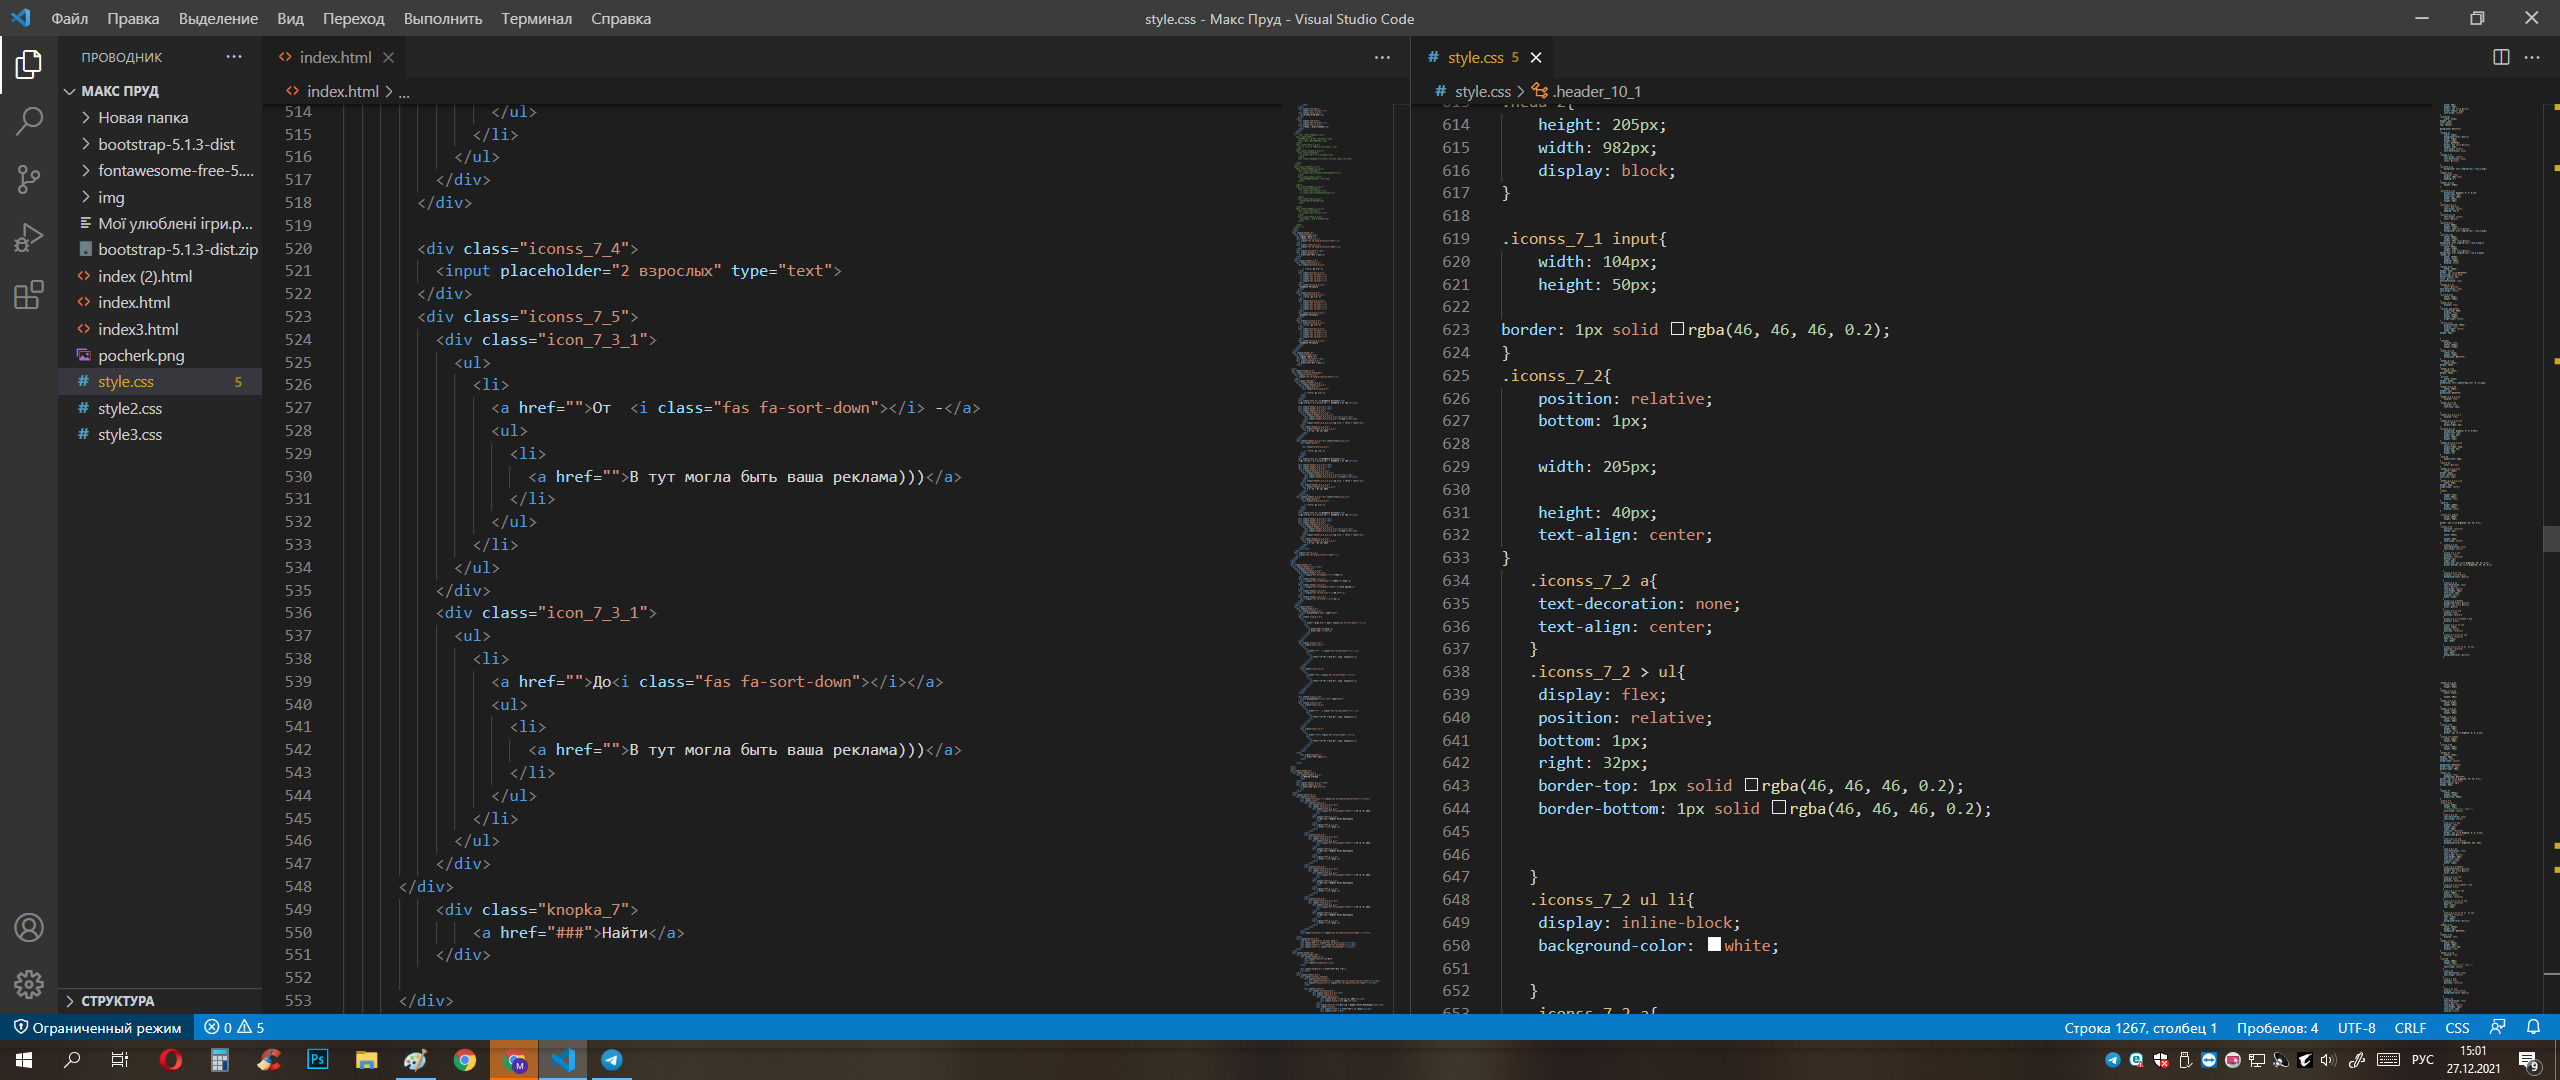 Файл Правка Выделение Вид Переход Выполнить Терминал Справка
style.css - Макс Пруд - Visual Studio Code
ПРОВОДНИК
МАКС ПРУД
Новая папка
bootstrap-5.1.3-dist
fontawesome-free-5....
img
Мої улюблені ігри.р...
bootstrap-5.1.3-dist.zip
index (2).html
index.html
index3.html
pocherk.png
style.css 5
style2.css
style3.css
СТРУКТУРА
index.html
index.html > ...
514 </ul>
515 </li>
516 </ul>
517 </div>
518 </div>
519
520 <div class="iconss_7_4">
521 <input placeholder="2 взрослых" type="text">
522 </div>
523 <div class="iconss_7_5">
524 <div class="icon_7_3_1">
525 <ul>
526 <li>
527 <a href="">От  <i class="fas fa-sort-down"></i> -</a>
528 <ul>
529 <li>
530 <a href="">В тут могла быть ваша реклама)))</a>
531 </li>
532 </ul>
533 </li>
534 </ul>
535 </div>
536 <div class="icon_7_3_1">
537 <ul>
538 <li>
539 <a href="">До<i class="fas fa-sort-down"></i></a>
540 <ul>
541 <li>
542 <a href="">В тут могла быть ваша реклама)))</a>
543 </li>
544 </ul>
545 </li>
546 </ul>
547 </div>
548 </div>
549 <div class="knopka_7">
550 <a href="###">Найти</a>
551 </div>
552
553 </div>
style.css 5
style.css > .header_10_1
614 height: 205px;
615 width: 982px;
616 display: block;
617 }
618
619 .iconss_7_1 input{
620 width: 104px;
621 height: 50px;
622
623 border: 1px solid rgba(46, 46, 46, 0.2);
624 }
625 .iconss_7_2{
626 position: relative;
627 bottom: 1px;
628
629 width: 205px;
630
631 height: 40px;
632 text-align: center;
633 }
634 .iconss_7_2 a{
635 text-decoration: none;
636 text-align: center;
637 }
638 .iconss_7_2 > ul{
639 display: flex;
640 position: relative;
641 bottom: 1px;
642 right: 32px;
643 border-top: 1px solid rgba(46, 46, 46, 0.2);
644 border-bottom: 1px solid rgba(46, 46, 46, 0.2);
645
646
647 }
648 .iconss_7_2 ul li{
649 display: inline-block;
650 background-color: white;
651
652 }
653 .iconss_7_2 a{
Ограниченный режим 0 5
Строка 1267, столбец 1 Пробелов: 4 UTF-8 CRLF CSS
Ps M РУС 15:01
27.12.2021 9